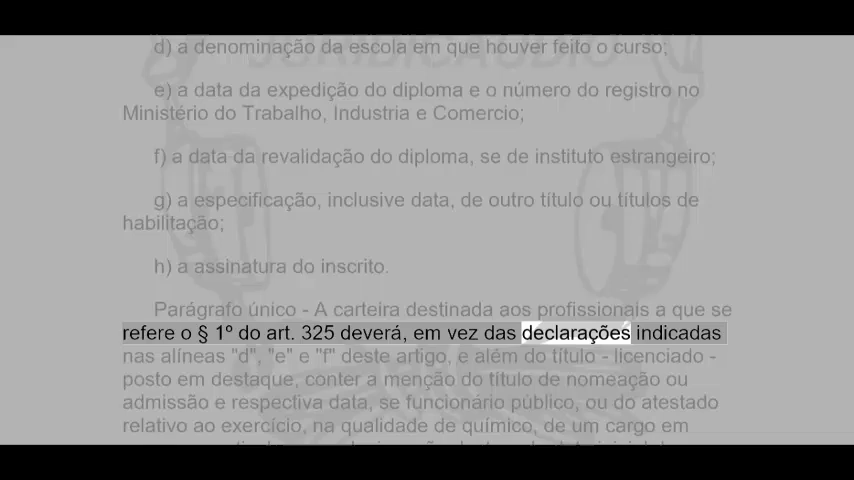 JURIDICAUDIO
d) a denominação da escola em que houver feito o curso;
e) a data da expedição do diploma e o número do registro no
Ministério do Trabalho, Industria e Comercio;
f) a data da revalidação do diploma, se de instituto estrangeiro;
g) a especificação, inclusive data, de outro título ou títulos de
habilitação;
h) a assinatura do inscrito.
Parágrafo único - A carteira destinada aos profissionais a que se
refere o § 1º do art. 325 deverá, em vez das declarações indicadas
nas alíneas "d", "e" e "f" deste artigo, e além do título - licenciado -
posto em destaque, conter a menção do título de nomeação ou
admissão e respectiva data, se funcionário público, ou do atestado
relativo ao exercício, na qualidade de químico, de um cargo em